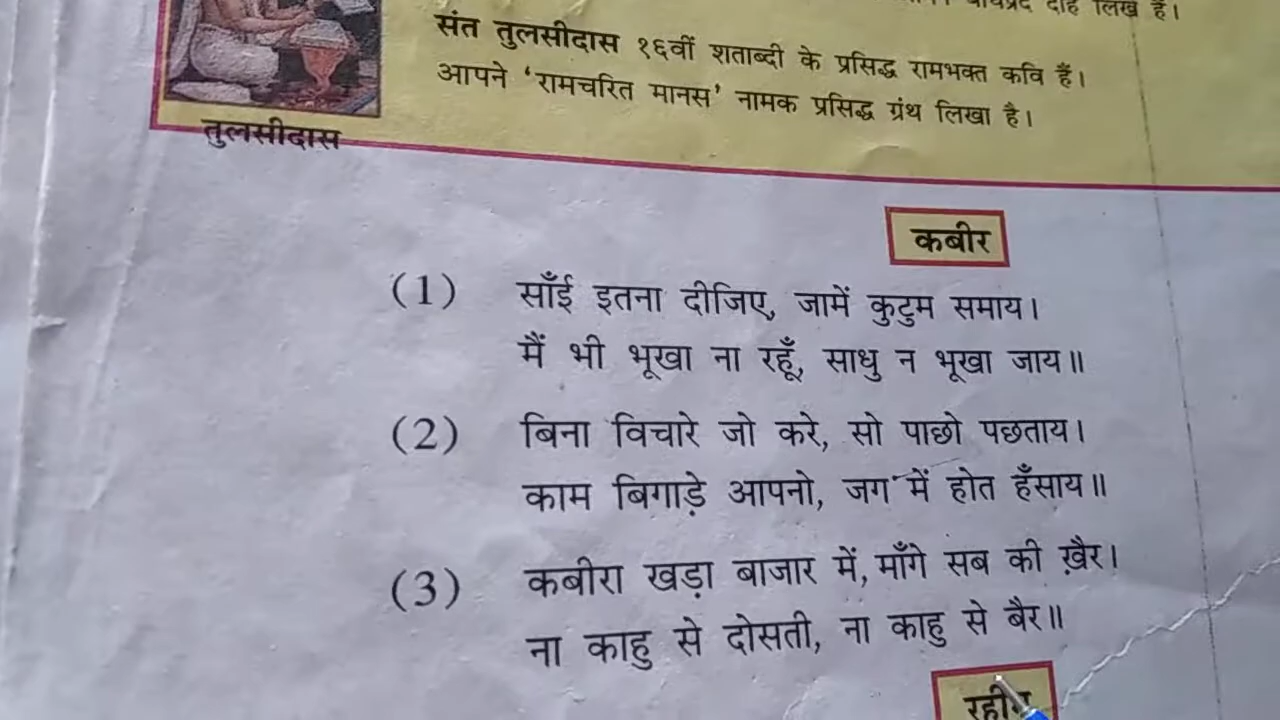 दोहे लिखे हैं।
संत तुलसीदास १६वीं शताब्दी के प्रसिद्ध रामभक्त कवि हैं।
आपने 'रामचरित मानस' नामक प्रसिद्ध ग्रंथ लिखा है।
तुलसीदास
कबीर
(1) साँई इतना दीजिए, जामें कुटुम समाय।
मैं भी भूखा ना रहूँ, साधु न भूखा जाय॥
(2) बिना विचारे जो करे, सो पाछो पछताय।
काम बिगाड़े आपनो, जग में होत हँसाय॥
(3) कबीरा खड़ा बाजार में, माँगे सब की ख़ैर।
ना काहु से दोसती, ना काहु से बैर॥